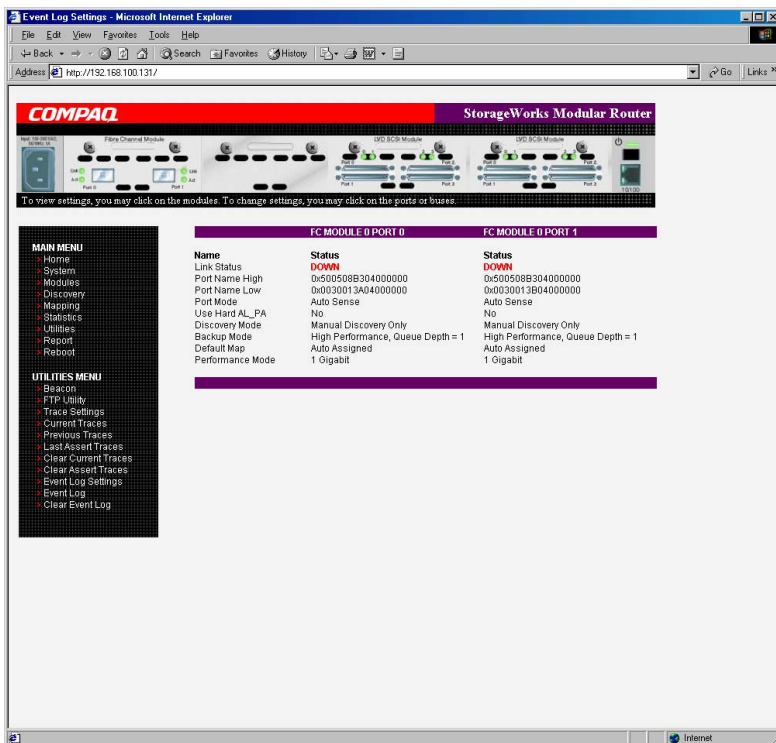 Event Log Settings - Microsoft Internet Explorer
File Edit View Favorites Tools Help
Back Search Favorites History
Address http://192.168.100.131/ Go Links »
COMPAQ StorageWorks Modular Router
Fibre Channel Module LVD SCSI Module LVD SCSI Module
Port 0 Port 2 Port 0 Port 2
Link Link
Act Act
Port 0 Port 1 Port 1 Port 3 Port 1 Port 3 10/100
To view settings, you may click on the modules. To change settings, you may click on the ports or buses.
MAIN MENU
> Home
> System
> Modules
> Discovery
> Mapping
> Statistics
> Utilities
> Report
> Reboot
UTILITIES MENU
> Beacon
> FTP Utility
> Trace Settings
> Current Traces
> Previous Traces
> Last Assert Traces
> Clear Current Traces
> Clear Assert Traces
> Event Log Settings
> Event Log
> Clear Event Log
FC MODULE 0 PORT 0 FC MODULE 0 PORT 1
Name Status Status
Link Status DOWN DOWN
Port Name High 0x500508B304000000 0x500508B304000000
Port Name Low 0x0030013A04000000 0x0030013B04000000
Port Mode Auto Sense Auto Sense
Use Hard AL_PA No No
Discovery Mode Manual Discovery Only Manual Discovery Only
Backup Mode High Performance, Queue Depth = 1 High Performance, Queue Depth = 1
Default Map Auto Assigned Auto Assigned
Performance Mode 1 Gigabit 1 Gigabit
Internet